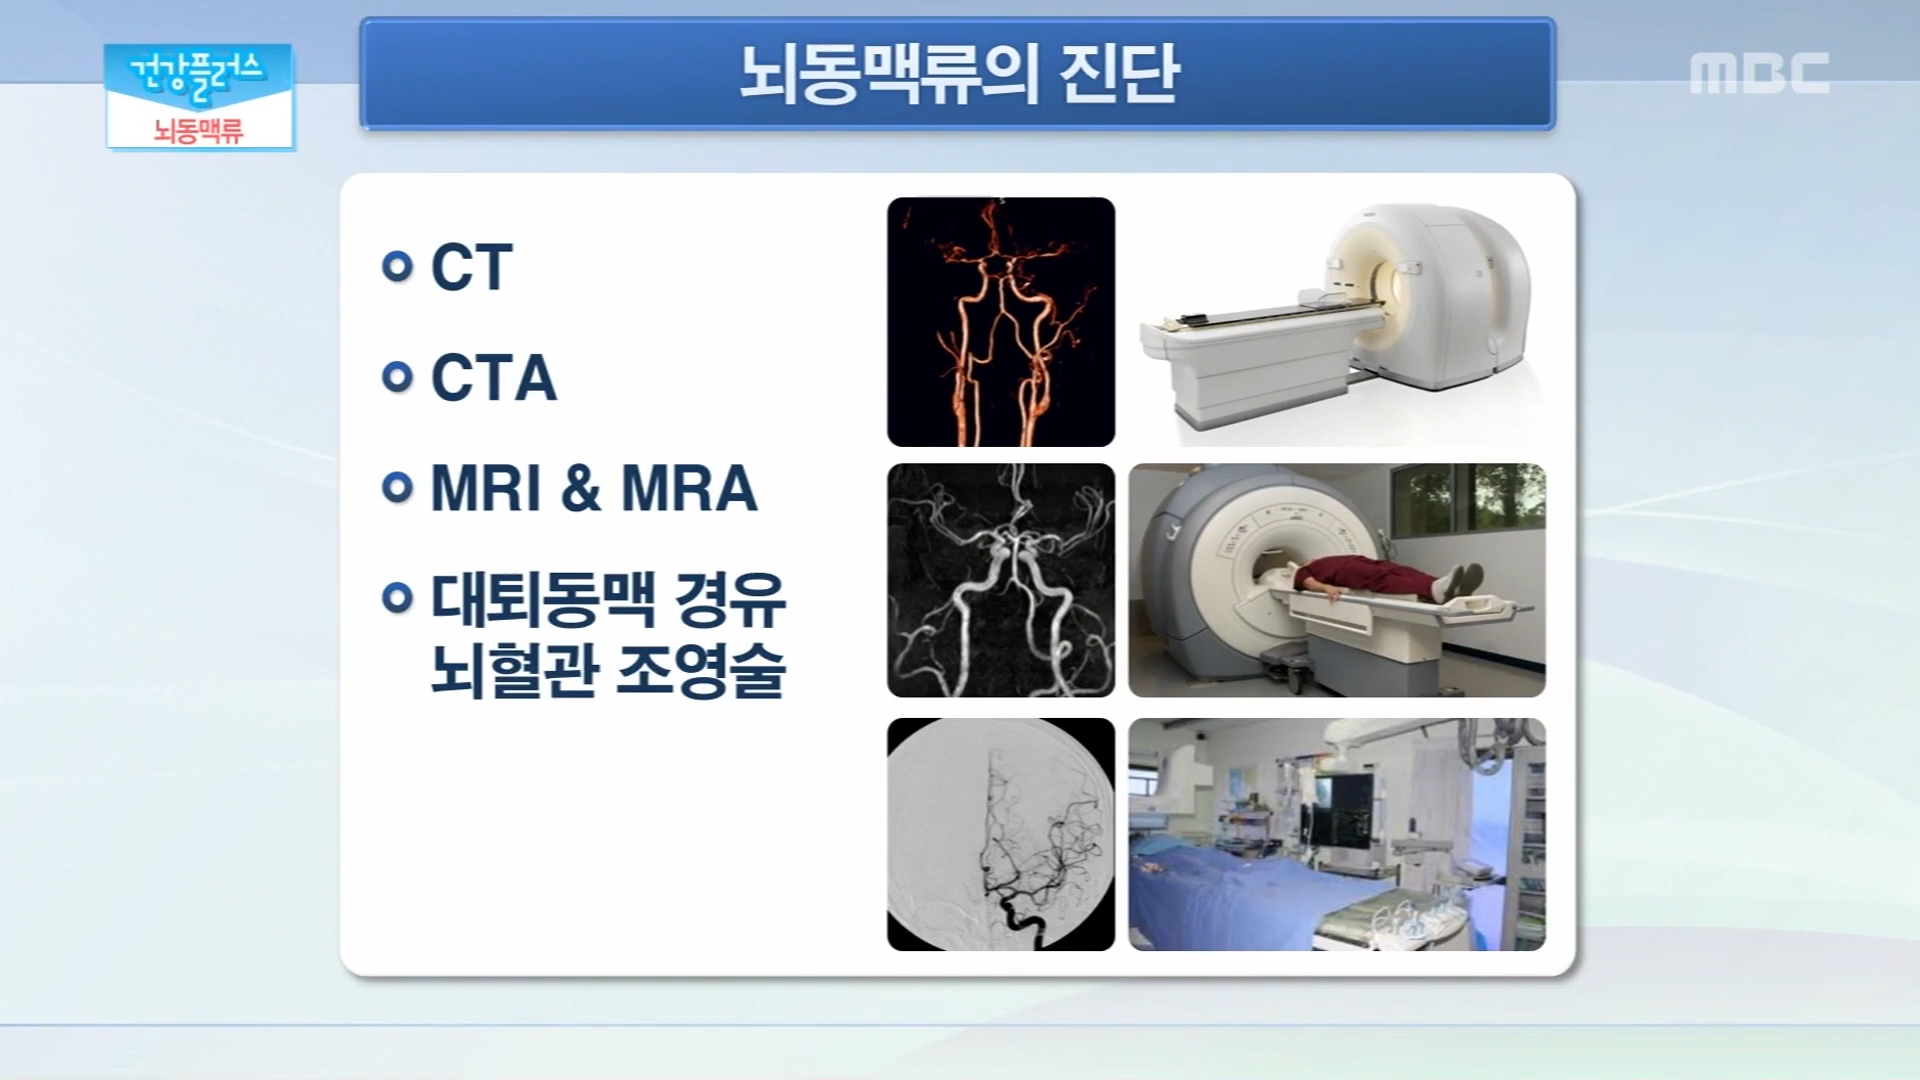 뇌동맥류의 진단
건강플러스
뇌동맥류
MBC
CT
CTA
MRI & MRA
대퇴동맥 경유
뇌혈관 조영술